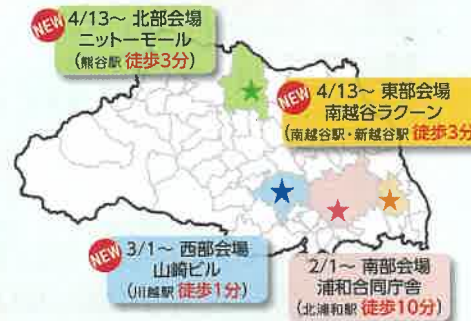 NEW
4/13～ 北部会場
ニットーモール
(熊谷駅 徒歩3分)
NEW
4/13～ 東部会場
南越谷ラクーン
(南越谷駅・新越谷駅 徒歩3分
NEW
3/1～ 西部会場
山崎ビル
(川越駅 徒歩1分)
2/1～ 南部会場
浦和合同庁舎
(北浦和駅 徒歩10分)